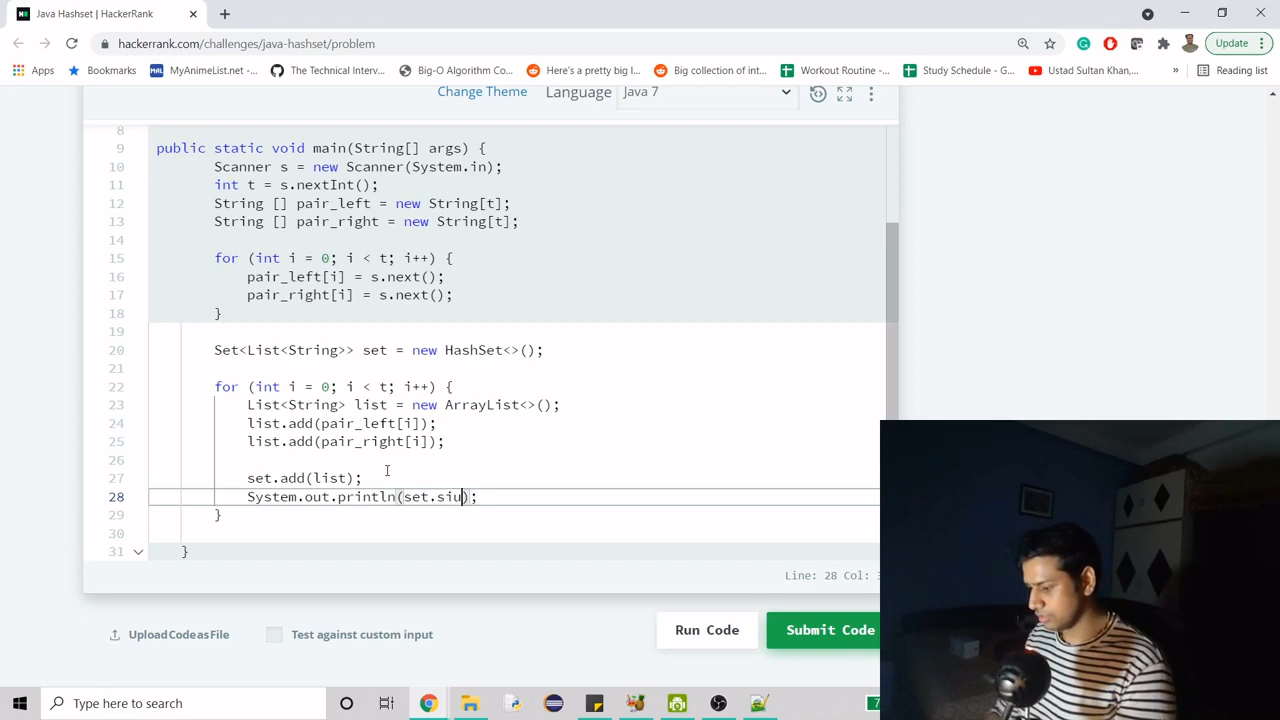 Java Hashset | HackerRank
hackerrank.com/challenges/java-hashset/problem
Update
Apps
Bookmarks
MyAnimeList.net -...
The Technical Interv...
Big-O Algorithm Co...
Here's a pretty big l...
Big collection of int...
Workout Routine -...
Study Schedule - G...
Ustad Sultan Khan,...
»
Reading list
Change Theme
Language
Java 7
8
9 public static void main(String[] args) {
10 Scanner s = new Scanner(System.in);
11 int t = s.nextInt();
12 String [] pair_left = new String[t];
13 String [] pair_right = new String[t];
14
15 for (int i = 0; i < t; i++) {
16 pair_left[i] = s.next();
17 pair_right[i] = s.next();
18 }
19
20 Set<List<String>> set = new HashSet<>();
21
22 for (int i = 0; i < t; i++) {
23 List<String> list = new ArrayList<>();
24 list.add(pair_left[i]);
25 list.add(pair_right[i]);
26
27 set.add(list);
28 System.out.println(set.siu);
29 }
30
31 }
Line: 28 Col:
Upload Code as File
Test against custom input
Run Code
Submit Code
Type here to search
7